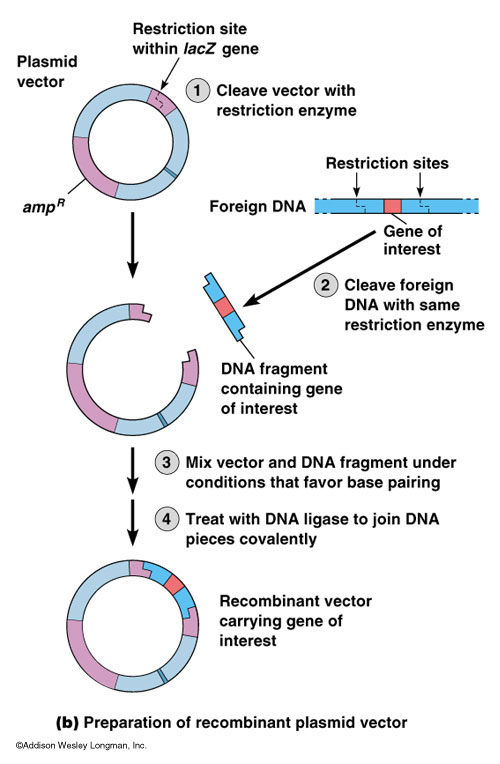 Restriction site
within lacZ gene
Plasmid
vector
1 Cleave vector with
restriction enzyme
ampR
Restriction sites
Foreign DNA
Gene of
interest
2 Cleave foreign
DNA with same
restriction enzyme
DNA fragment
containing gene
of interest
3 Mix vector and DNA fragment under
conditions that favor base pairing
4 Treat with DNA ligase to join DNA
pieces covalently
Recombinant vector
carrying gene of
interest
(b) Preparation of recombinant plasmid vector
©Addison Wesley Longman, Inc.